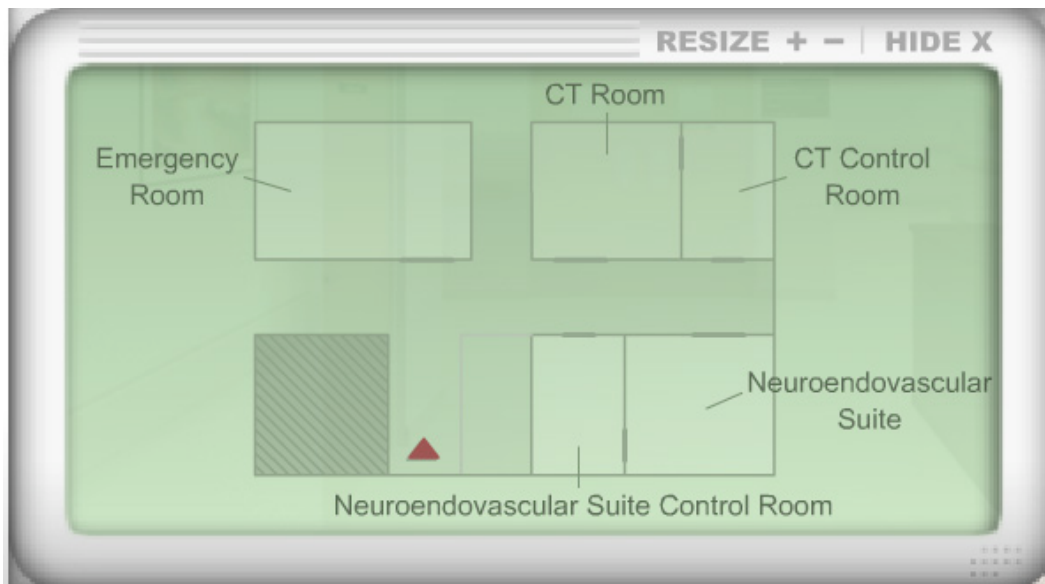 RESIZE + − | HIDE X
CT Room
Emergency
Room
CT Control
Room
Neuroendovascular
Suite
Neuroendovascular Suite Control Room